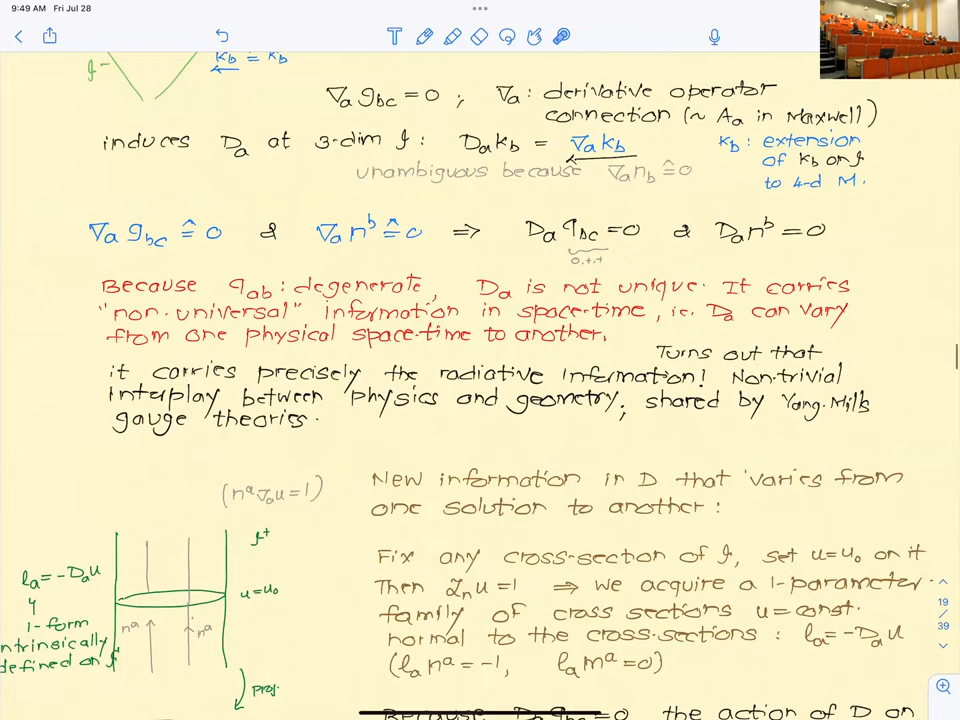 9:49 AM Fri Jul 28
k_b = k_b
∇_a g_bc = 0 ; ∇_a : derivative operator
connection (~ A_a in Maxwell)
induces D_a at 3-dim ℐ : D_a k_b = ∇_a k_b
k_b : extension
of k_b on ℐ
to 4-d M.
unambiguous because ∇_a n_b ≙ 0
∇_a g_bc ≙ 0 & ∇_a n^b ≙ 0 ⇒ D_a q_bc = 0 & D_a n^b = 0
0,+,+
Because q_ab : degenerate, D_a is not unique. It carries
"non-universal" information in space-time, i.e. D_a can vary
from one physical space-time to another.
Turns out that
it carries precisely the radiative information! Non-trivial
Interplay between physics and geometry; shared by Yang-Mills
gauge theories.
(n^a ∇_a u = 1)
New information in D that varies from
one solution to another:
ℐ^+
ℓ_a = -D_a u
1-form
intrinsically
defined on ℐ
u = u_0
n^a
n^a
proj.
Fix any cross-section of ℐ, set u = u_0 on it
Then ℒ_n u = 1 ⇒ we acquire a 1-parameter
family of cross sections u = const.
normal to the cross-sections : ℓ_a = -D_a u
(ℓ_a n^a = -1, ℓ_a m^a = 0)
19
39
Because D_a q_bc = 0 the action of D on